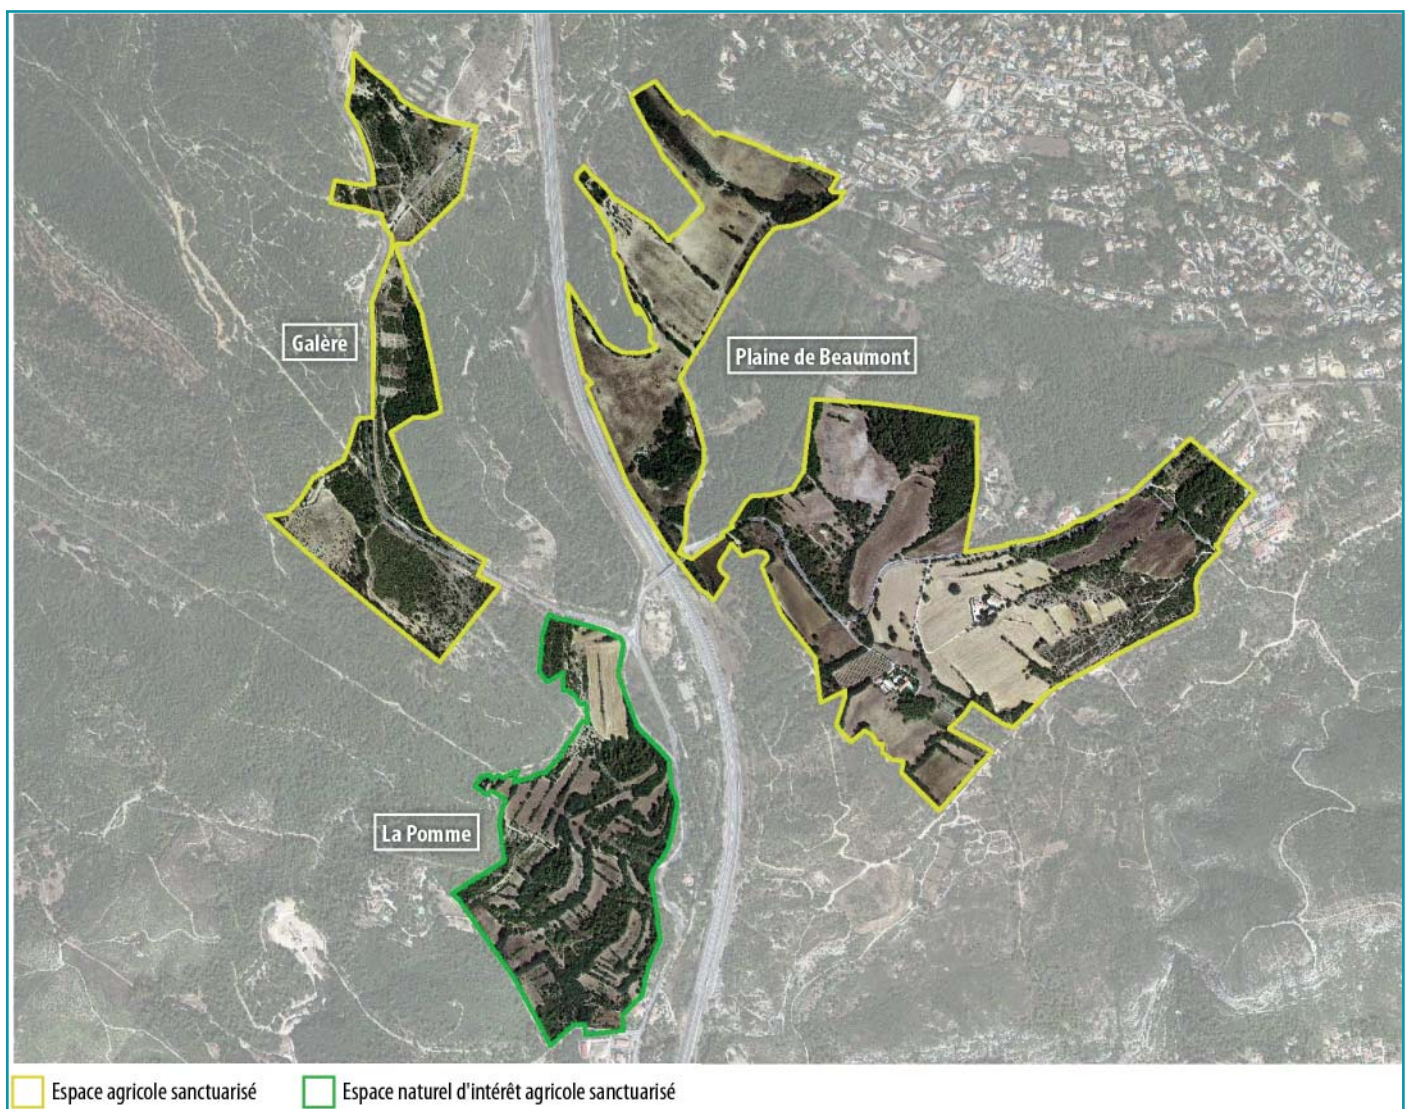 Galère
Plaine de Beaumont
La Pomme
Espace agricole sanctuarisé
Espace naturel d'intérêt agricole sanctuarisé